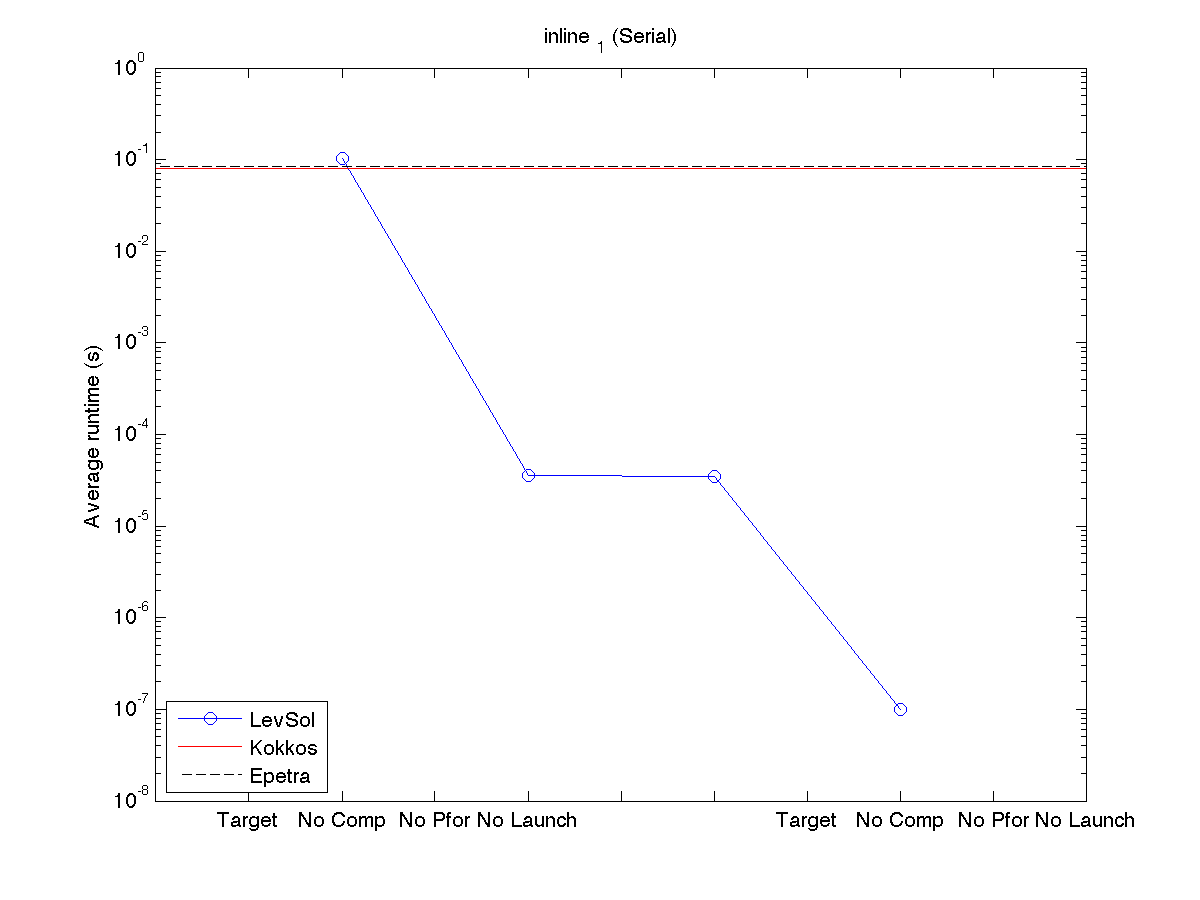 inline 1 (Serial)
10^0
10^-1
10^-2
10^-3
10^-4
10^-5
10^-6
10^-7
10^-8
Average runtime (s)
LevSol
Kokkos
Epetra
Target No Comp No Pfor No Launch Target No Comp No Pfor No Launch